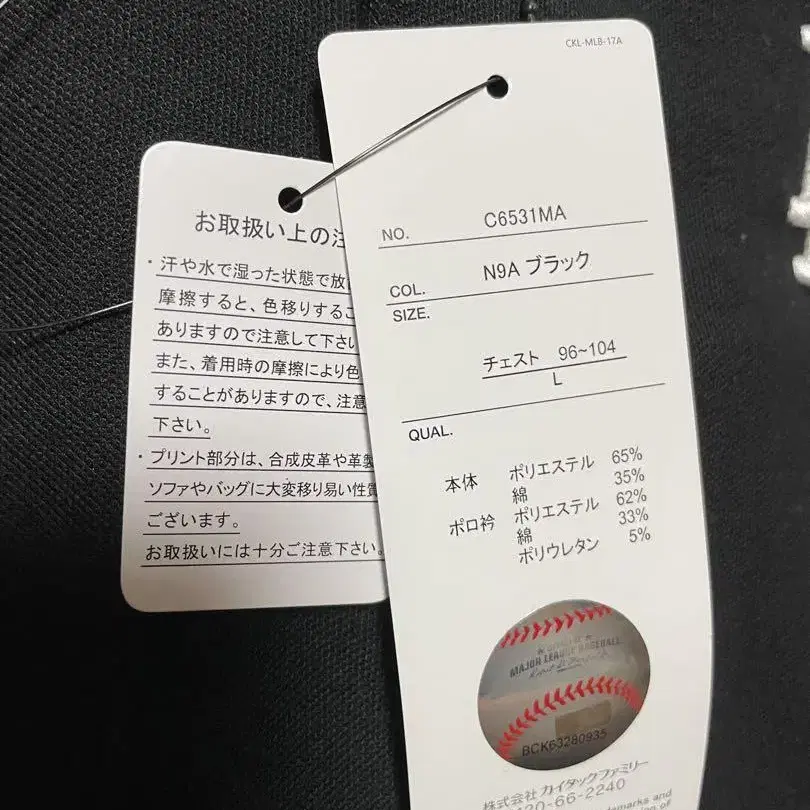 CKL-MLB-17A
お取扱い上の注
・汗や水で湿った状態で放
摩擦すると、色移りするこ
ありますので注意して下さい
また、着用時の摩擦により色
することがありますので、注意
下さい。
・プリント部分は、合成皮革や革製
ソファやバッグに大変移り易い性質
ございます。
お取扱いには十分ご注意下さい。
NO. C6531MA
COL. N9A ブラック
SIZE.
チェスト 96~104
L
QUAL.
本体 ポリエステル 65%
綿 35%
ポロ衿 ポリエステル 62%
綿 33%
ポリウレタン 5%
MAJOR LEAGUE BASEBALL
BCK63280935
株式会社 カイタックファミリー
120-66-2240